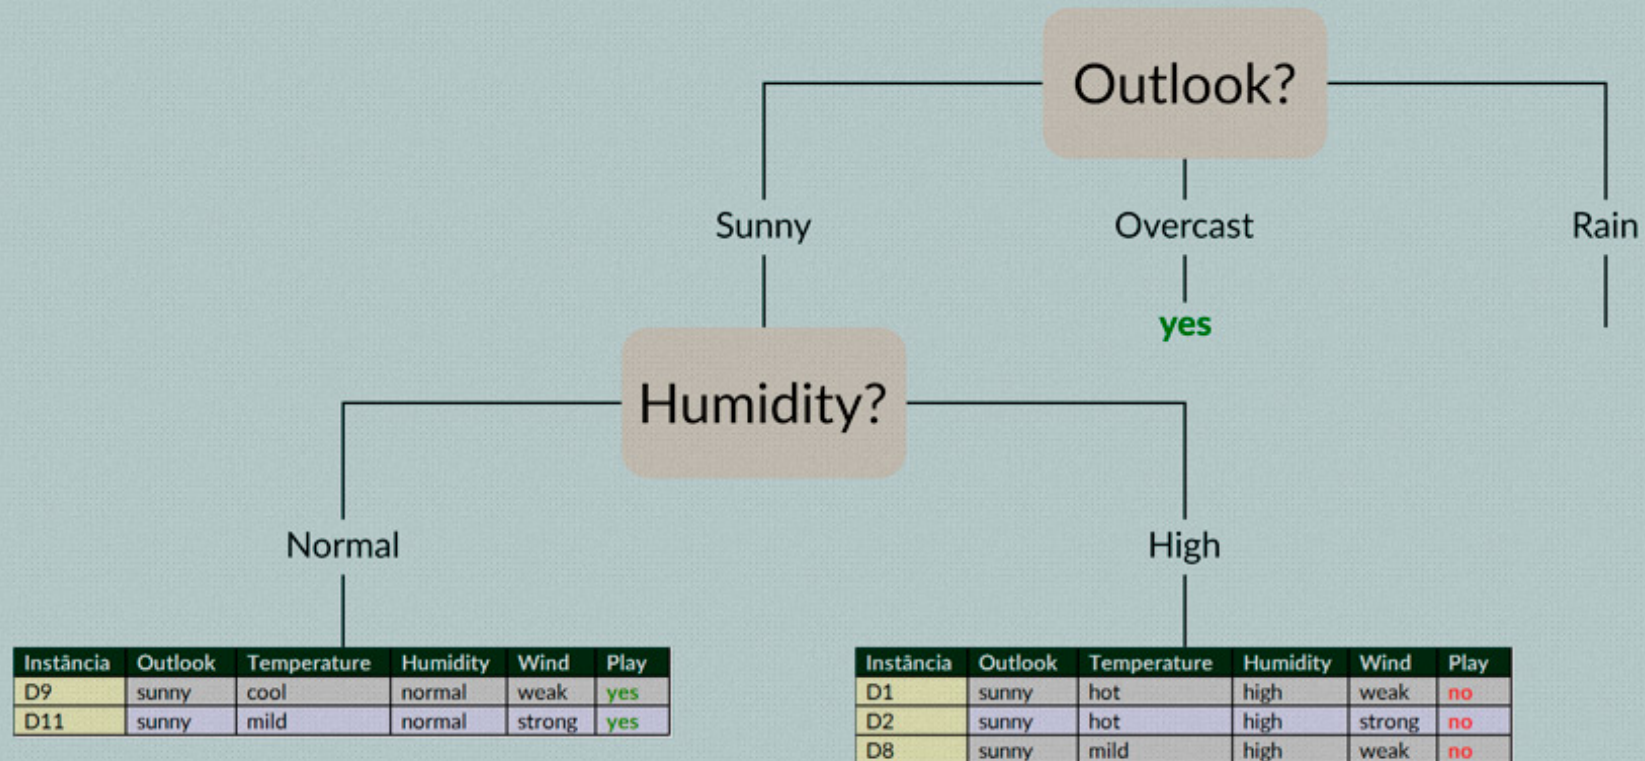 Outlook?
Sunny
Overcast
Rain
yes
Humidity?
Normal
High
Instância Outlook Temperature Humidity Wind Play
D9 sunny cool normal weak yes
D11 sunny mild normal strong yes
Instância Outlook Temperature Humidity Wind Play
D1 sunny hot high weak no
D2 sunny hot high strong no
D8 sunny mild high weak no